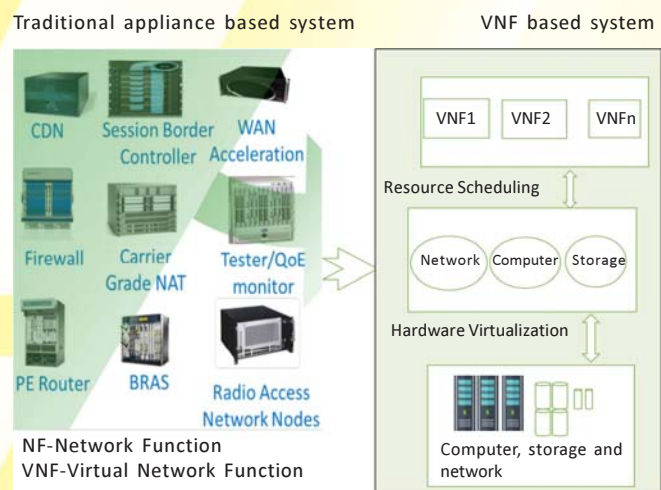 Traditional appliance based system
VNF based system
CDN
Session Border
Controller
WAN
Acceleration
Firewall
Carrier
Grade NAT
Tester/QoE
monitor
PE Router
BRAS
Radio Access
Network Nodes
NF-Network Function
VNF-Virtual Network Function
VNF1
VNF2
VNFn
Resource Scheduling
Network
Computer
Storage
Hardware Virtualization
Computer, storage and
network